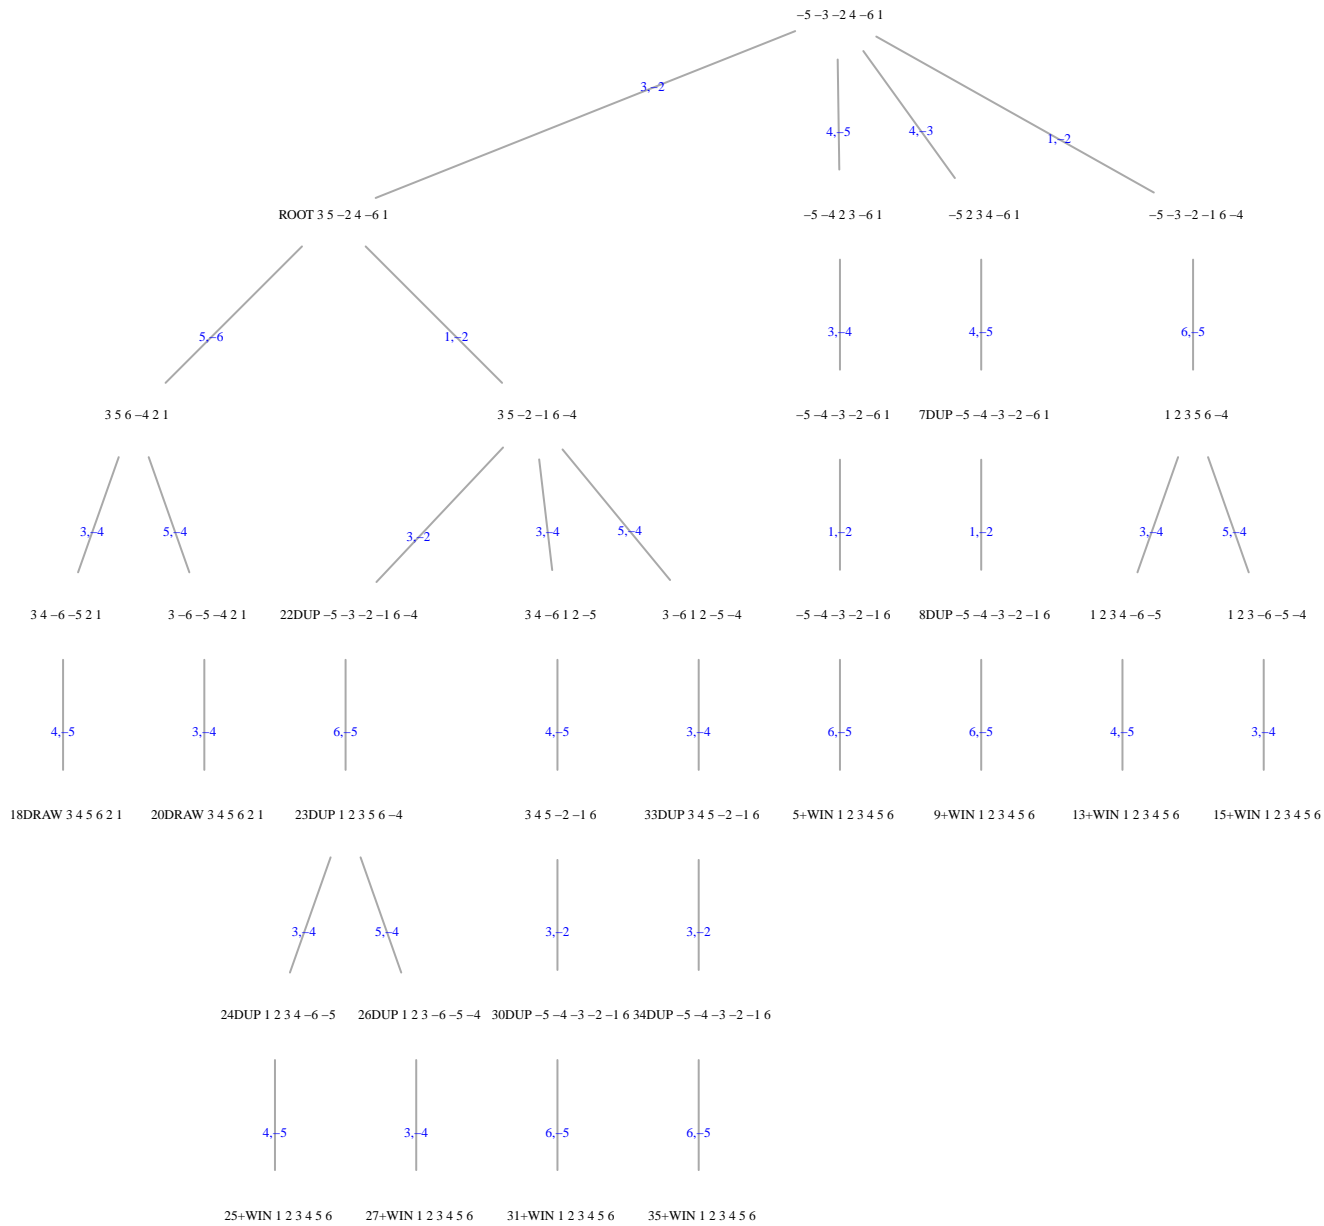 −5 −3 −2 4 −6 1
3,−2
4,−5
4,−3
1,−2
ROOT 3 5 −2 4 −6 1
−5 −4 2 3 −6 1
−5 2 3 4 −6 1
−5 −3 −2 −1 6 −4
5,−6
1,−2
3,−4
4,−5
6,−5
3 5 6 −4 2 1
3 5 −2 −1 6 −4
−5 −4 −3 −2 −6 1
7DUP −5 −4 −3 −2 −6 1
1 2 3 5 6 −4
3,−4
5,−4
3,−2
3,−4
5,−4
1,−2
1,−2
3,−4
5,−4
3 4 −6 −5 2 1
3 −6 −5 −4 2 1
22DUP −5 −3 −2 −1 6 −4
3 4 −6 1 2 −5
3 −6 1 2 −5 −4
−5 −4 −3 −2 −1 6
8DUP −5 −4 −3 −2 −1 6
1 2 3 4 −6 −5
1 2 3 −6 −5 −4
4,−5
3,−4
6,−5
4,−5
3,−4
6,−5
6,−5
4,−5
3,−4
18DRAW 3 4 5 6 2 1
20DRAW 3 4 5 6 2 1
23DUP 1 2 3 5 6 −4
3 4 5 −2 −1 6
33DUP 3 4 5 −2 −1 6
5+WIN 1 2 3 4 5 6
9+WIN 1 2 3 4 5 6
13+WIN 1 2 3 4 5 6
15+WIN 1 2 3 4 5 6
3,−4
5,−4
3,−2
3,−2
24DUP 1 2 3 4 −6 −5
26DUP 1 2 3 −6 −5 −4
30DUP −5 −4 −3 −2 −1 6
34DUP −5 −4 −3 −2 −1 6
4,−5
3,−4
6,−5
6,−5
25+WIN 1 2 3 4 5 6
27+WIN 1 2 3 4 5 6
31+WIN 1 2 3 4 5 6
35+WIN 1 2 3 4 5 6